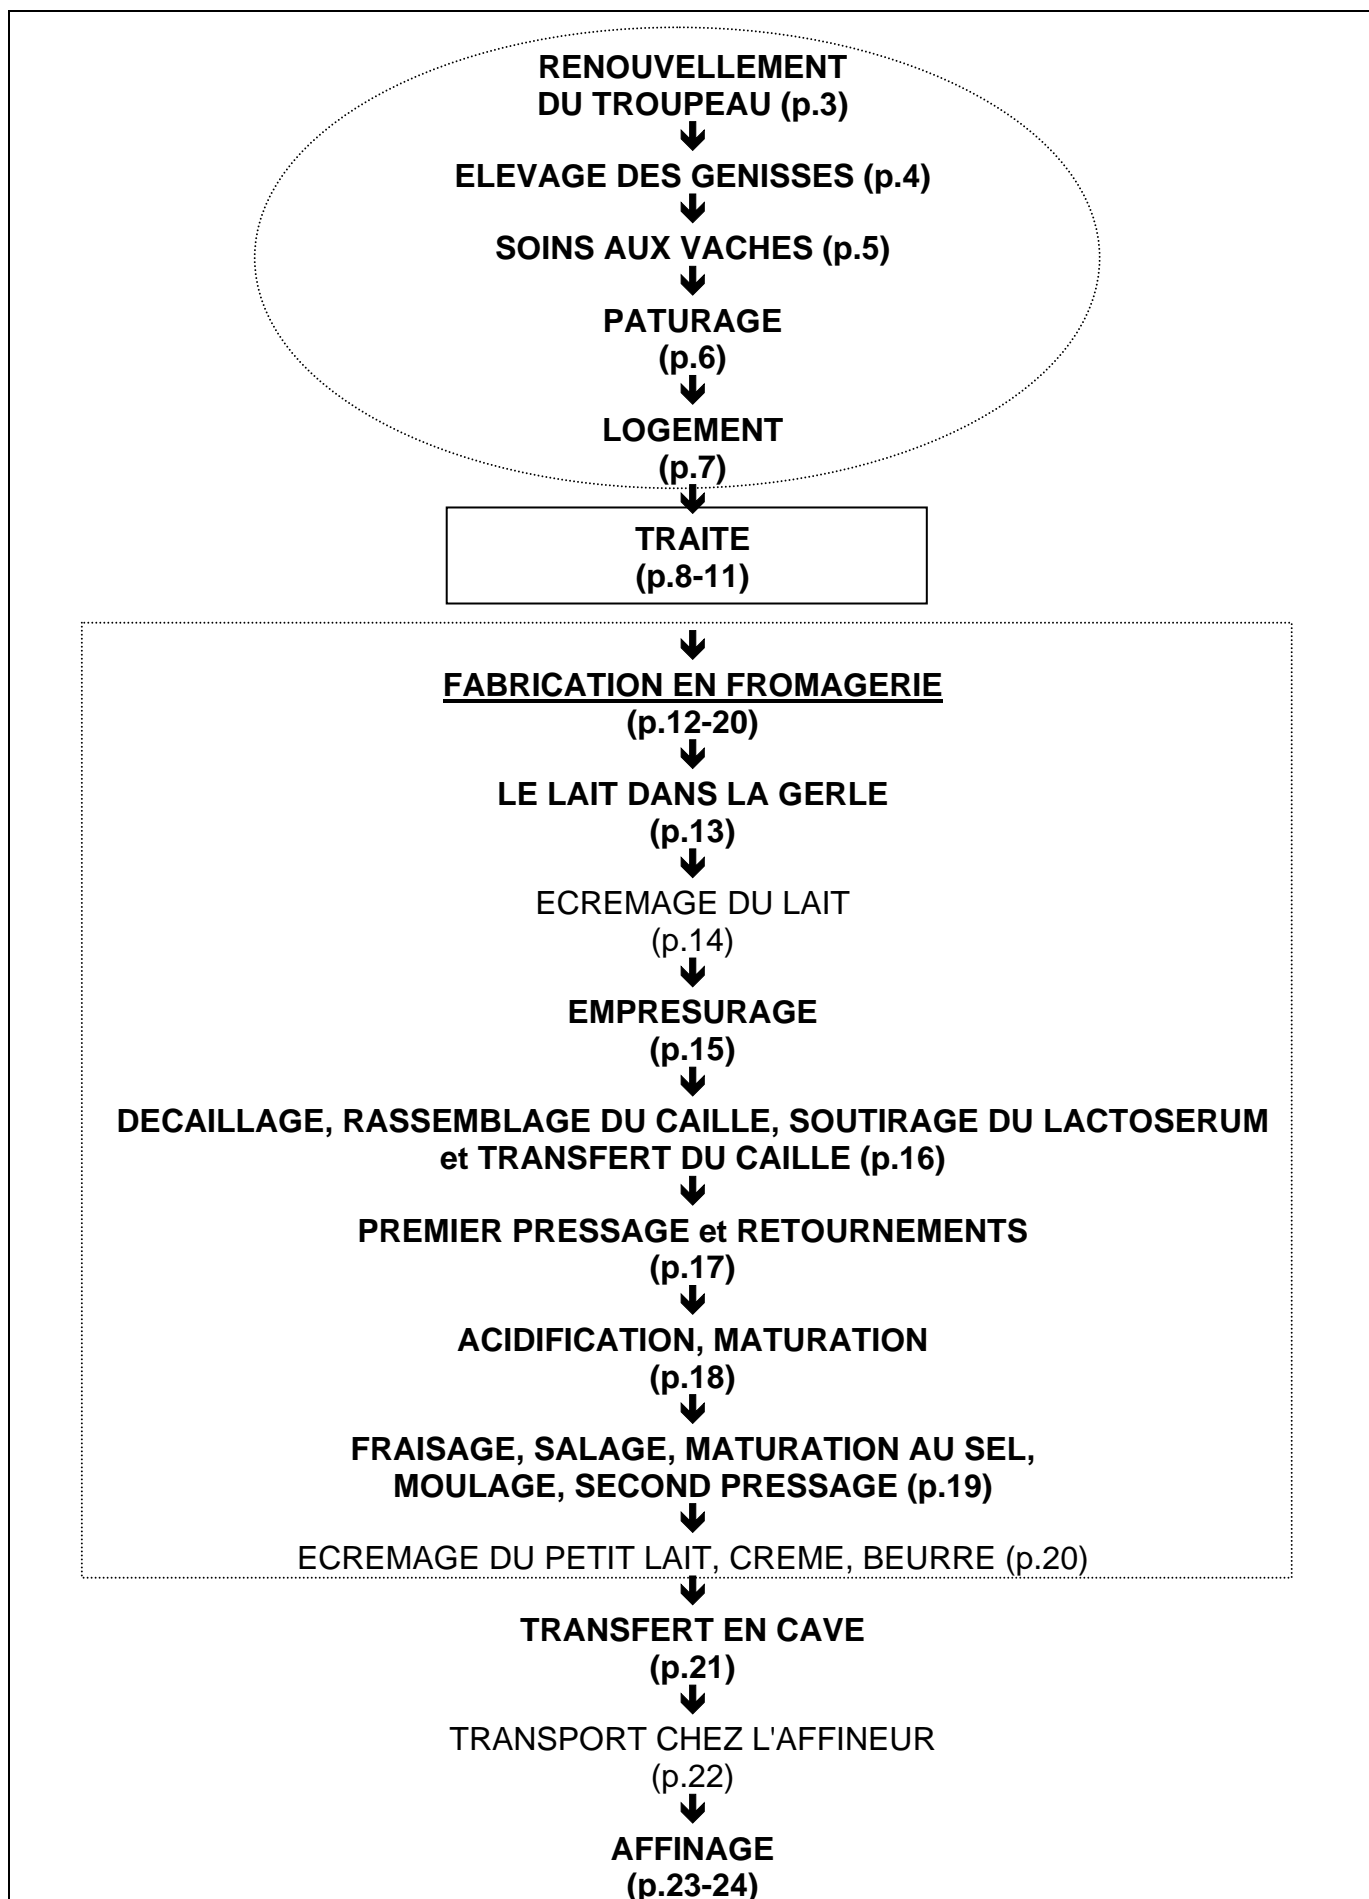 RENOUVELLEMENT
DU TROUPEAU (p.3)
ELEVAGE DES GENISSES (p.4)
SOINS AUX VACHES (p.5)
PATURAGE
(p.6)
LOGEMENT
(p.7)
TRAITE
(p.8-11)
FABRICATION EN FROMAGERIE
(p.12-20)
LE LAIT DANS LA GERLE
(p.13)
ECREMAGE DU LAIT
(p.14)
EMPRESURAGE
(p.15)
DECAILLAGE, RASSEMBLAGE DU CAILLE, SOUTIRAGE DU LACTOSERUM
et TRANSFERT DU CAILLE (p.16)
PREMIER PRESSAGE et RETOURNEMENTS
(p.17)
ACIDIFICATION, MATURATION
(p.18)
FRAISAGE, SALAGE, MATURATION AU SEL,
MOULAGE, SECOND PRESSAGE (p.19)
ECREMAGE DU PETIT LAIT, CREME, BEURRE (p.20)
TRANSFERT EN CAVE
(p.21)
TRANSPORT CHEZ L'AFFINEUR
(p.22)
AFFINAGE
(p.23-24)